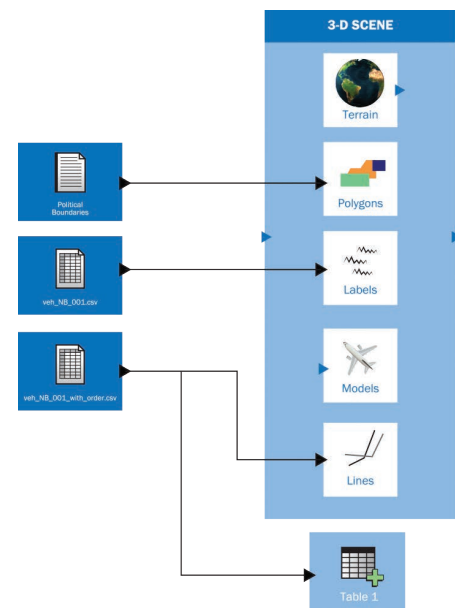 3-D SCENE
Terrain
Political
Boundaries
Polygons
veh_NB_001.csv
Labels
veh_NB_001_with_order.csv
Models
Lines
Table 1